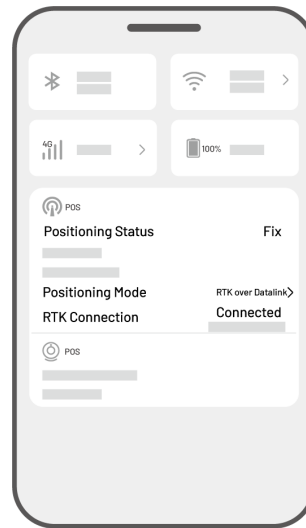 4G
100%
POS
Positioning Status Fix
Positioning Mode RTK over Datalink
RTK Connection Connected
POS